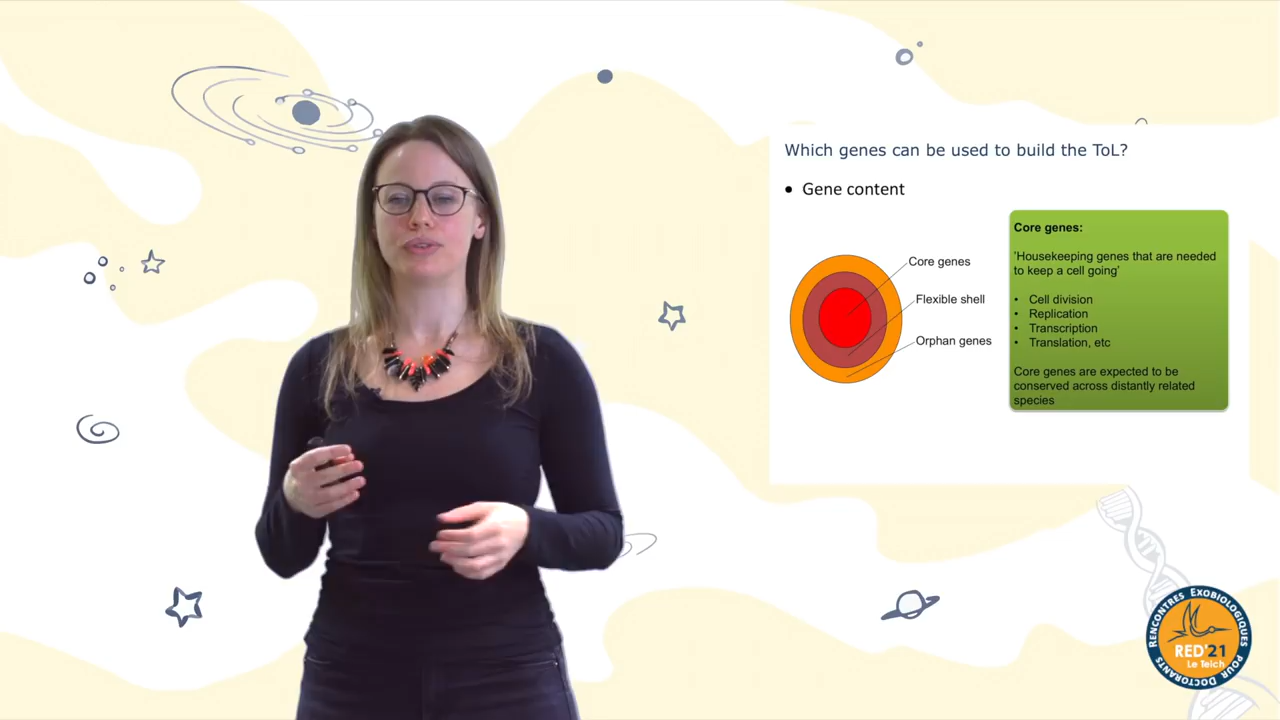 Which genes can be used to build the ToL?
• Gene content
Core genes
Flexible shell
Orphan genes
Core genes:
'Housekeeping genes that are needed
to keep a cell going'
• Cell division
• Replication
• Transcription
• Translation, etc
Core genes are expected to be
conserved across distantly related
species
RENCONTRES EXOBIOLOGIQUES
POUR DOCTORANTS
RED'21
Le Teich